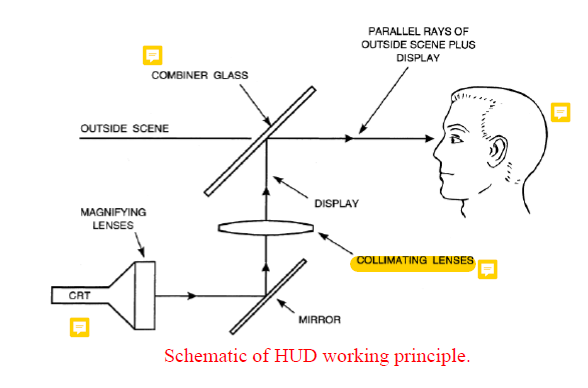 PARALLEL RAYS OF
OUTSIDE SCENE PLUS
DISPLAY
COMBINER GLASS
OUTSIDE SCENE
DISPLAY
MAGNIFYING
LENSES
COLLIMATING LENSES
CRT
MIRROR
Schematic of HUD working principle.